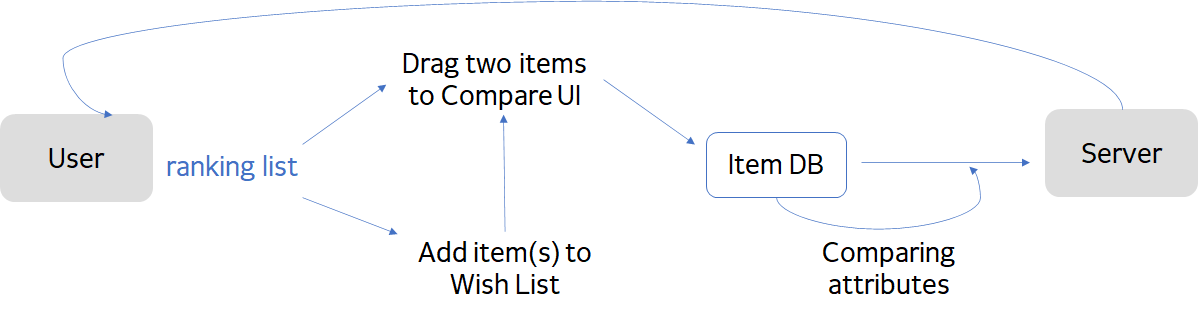 User
ranking list
Drag two items
to Compare UI
Add item(s) to
Wish List
Item DB
Comparing
attributes
Server